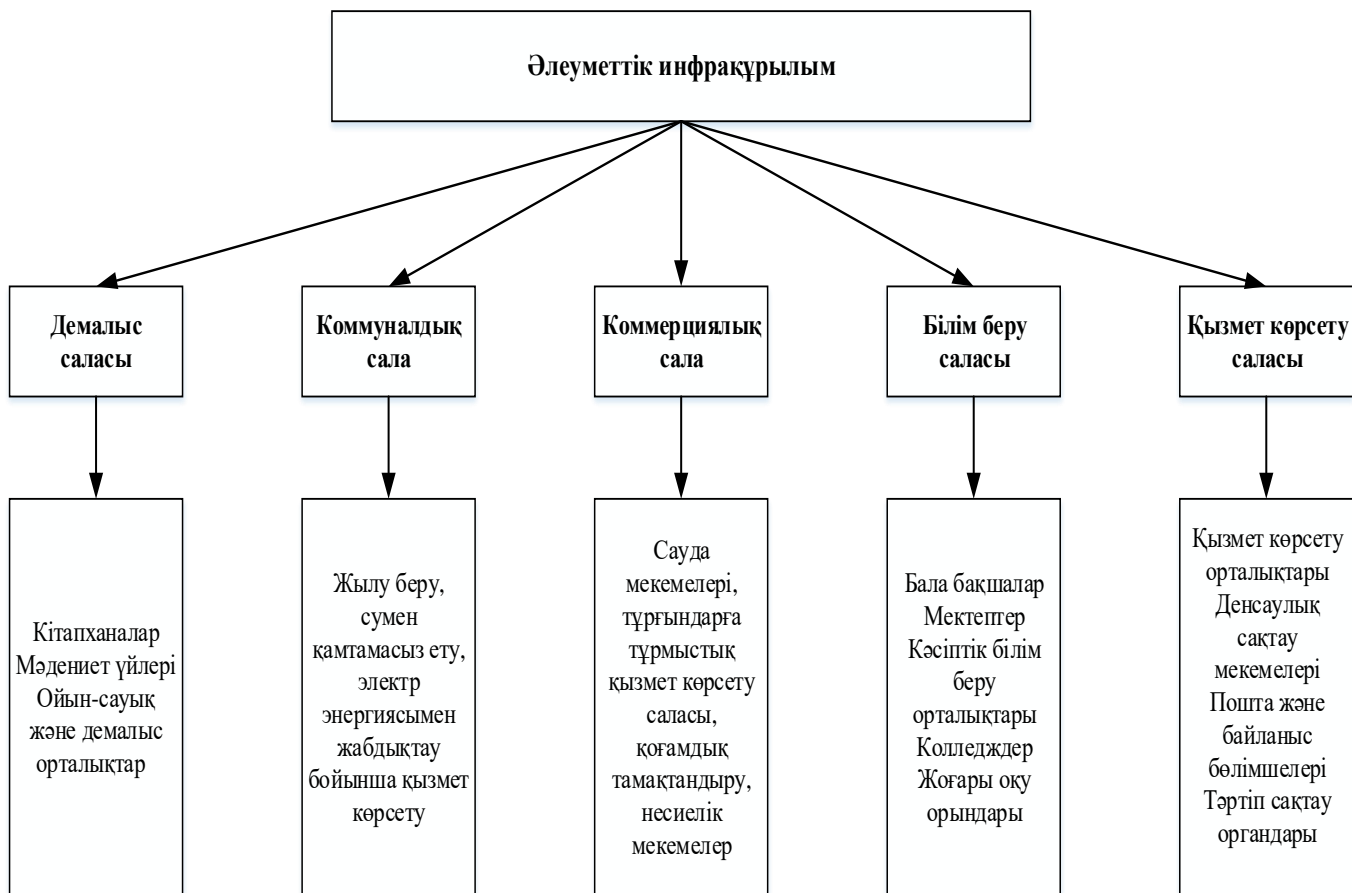 Әлеуметтік инфрақұрылым
Демалыс
саласы
Коммуналдық
сала
Коммерциялық
сала
Білім беру
саласы
Қызмет көрсету
саласы
Кітапханалар
Мәдениет үйлері
Ойын-сауық
және демалыс
орталықтар
Жылу беру,
сумен
қамтамасыз ету,
электр
энергиясымен
жабдықтау
бойынша қызмет
көрсету
Сауда
мекемелері,
тұрғындарға
тұрмыстық
қызмет көрсету
саласы,
қоғамдық
тамақтандыру,
несиелік
мекемелер
Бала бақшалар
Мектептер
Кәсіптік білім
беру
орталықтары
Колледждер
Жоғары оқу
орындары
Қызмет көрсету
орталықтары
Денсаулық
сақтау
мекемелері
Пошта және
байланыс
бөлімшелері
Тәртіп сақтау
органдары